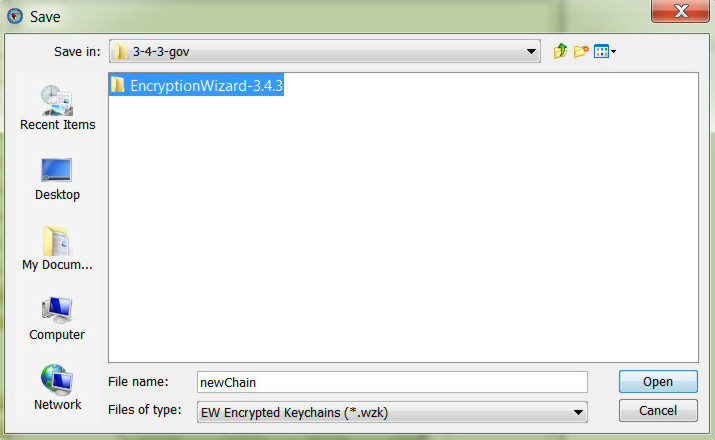 Save
Save in: 3-4-3-gov
EncryptionWizard-3.4.3
Recent Items
Desktop
My Docum...
Computer
Network
File name: newChain
Open
Files of type: EW Encrypted Keychains (*.wzk)
Cancel